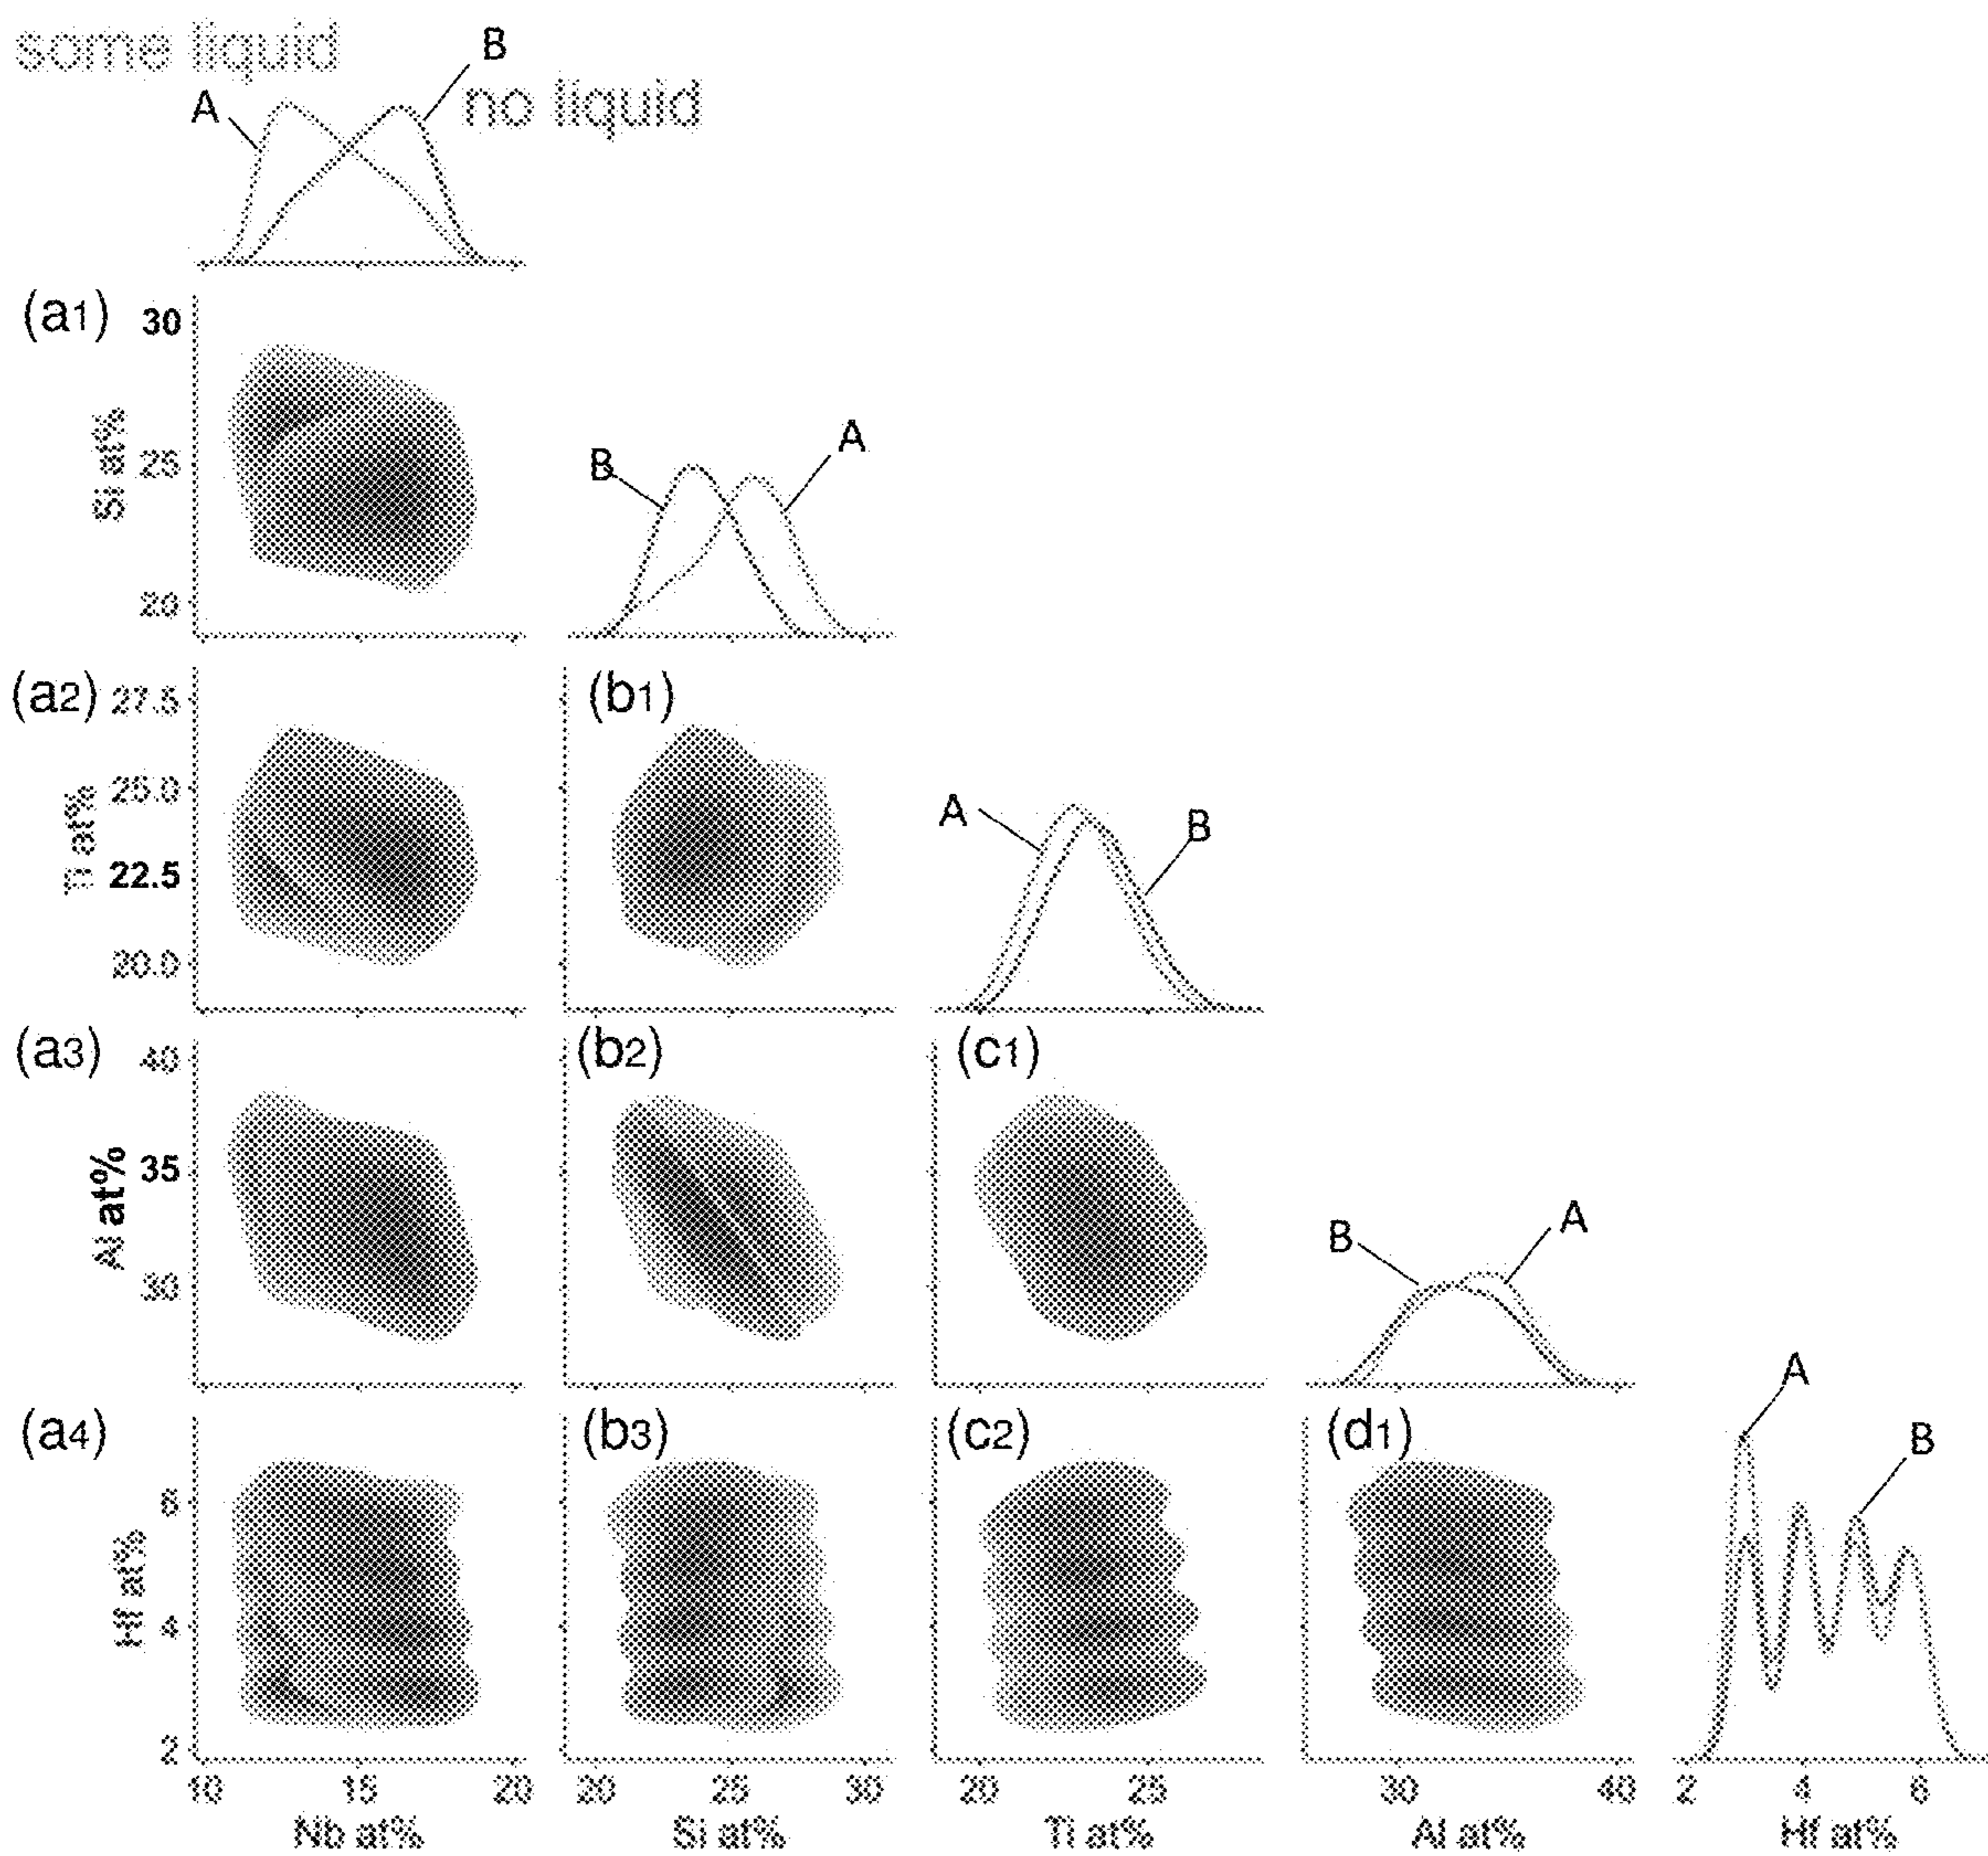 some liquid
B
A
no liquid
(a1)
30
Si at%
25
20
B
A
(a2)
27.5
(b1)
Ti at%
25.0
22.5
20.0
A
B
(a3)
40
(b2)
(c1)
Al at%
35
30
B
A
(a4)
(b3)
(c2)
(d1)
A
B
Hf at%
6
4
2
10 15 20 20 25 30 20 25 30 40 2 4 6
Nb at% Si at% Ti at% Al at% Hf at%